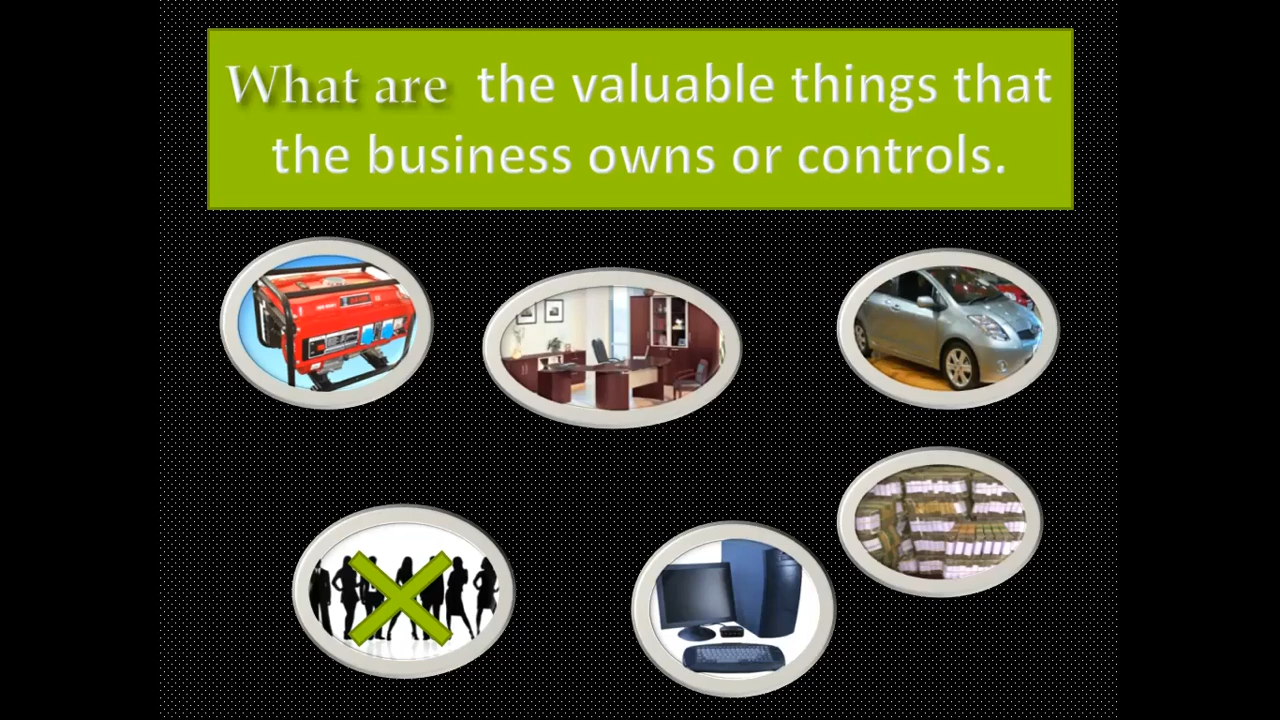 What are the valuable things that
the business owns or controls.